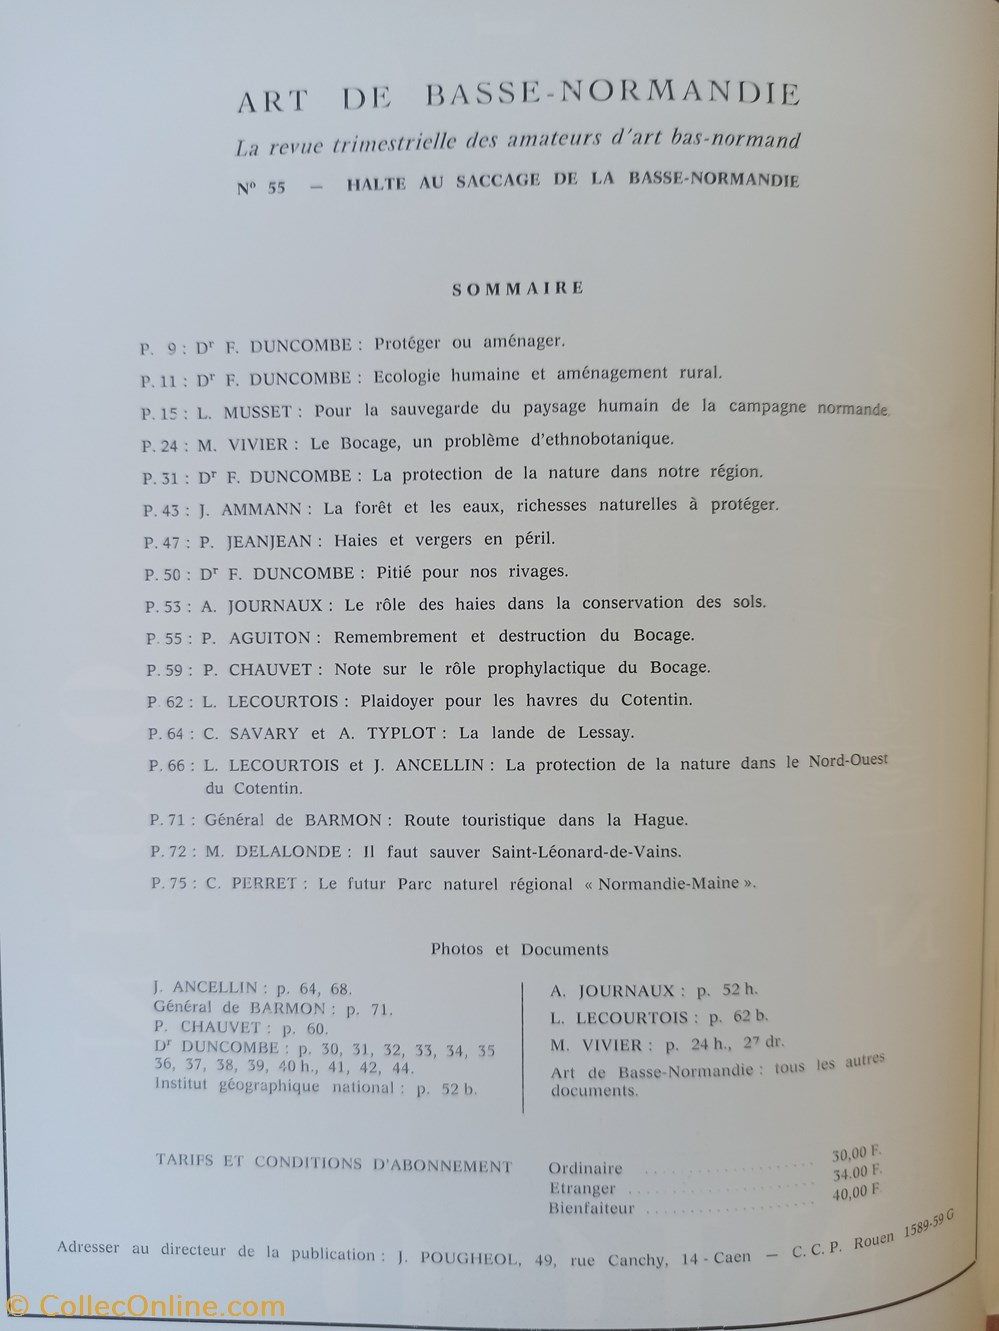 ART DE BASSE-NORMANDIE
La revue trimestrielle des amateurs d'art bas-normand
Nº 55 — HALTE AU SACCAGE DE LA BASSE-NORMANDIE
SOMMAIRE
P. 9 : Dr F. DUNCOMBE : Protéger ou aménager.
P. 11 : Dr F. DUNCOMBE : Ecologie humaine et aménagement rural.
P. 15 : L. MUSSET : Pour la sauvegarde du paysage humain de la campagne normande.
P. 24 : M. VIVIER : Le Bocage, un problème d'ethnobotanique.
P. 31 : Dr F. DUNCOMBE : La protection de la nature dans notre région.
P. 43 : J. AMMANN : La forêt et les eaux, richesses naturelles à protéger.
P. 47 : P. JEANJEAN : Haies et vergers en péril.
P. 50 : Dr F. DUNCOMBE : Pitié pour nos rivages.
P. 53 : A. JOURNAUX : Le rôle des haies dans la conservation des sols.
P. 55 : P. AGUITON : Remembrement et destruction du Bocage.
P. 59 : P. CHAUVET : Note sur le rôle prophylactique du Bocage.
P. 62 : L. LECOURTOIS : Plaidoyer pour les havres du Cotentin.
P. 64 : C. SAVARY et A. TYPLOT : La lande de Lessay.
P. 66 : L. LECOURTOIS et J. ANCELLIN : La protection de la nature dans le Nord-Ouest
du Cotentin.
P. 71 : Général de BARMON : Route touristique dans la Hague.
P. 72 : M. DELALONDE : Il faut sauver Saint-Léonard-de-Vains.
P. 75 : C. PERRET : Le futur Parc naturel régional « Normandie-Maine ».
Photos et Documents
J. ANCELLIN : p. 64, 68.
Général de BARMON : p. 71.
P. CHAUVET : p. 60.
Dr DUNCOMBE : p. 30, 31, 32, 33, 34, 35
36, 37, 38, 39, 40 h., 41, 42, 44.
Institut géographique national : p. 52 b.
A. JOURNAUX : p. 52 h.
L. LECOURTOIS : p. 62 b.
M. VIVIER : p. 24 h., 27 dr.
Art de Basse-Normandie : tous les autres
documents.
TARIFS ET CONDITIONS D'ABONNEMENT
Ordinaire .................. 30,00 F.
Etranger .................. 34.00 F.
Bienfaiteur .................. 40,00 F.
Adresser au directeur de la publication : J. POUGHEOL, 49, rue Canchy, 14 - Caen — C. C. P. Rouen 1589-59 G
© CollecOnline.com